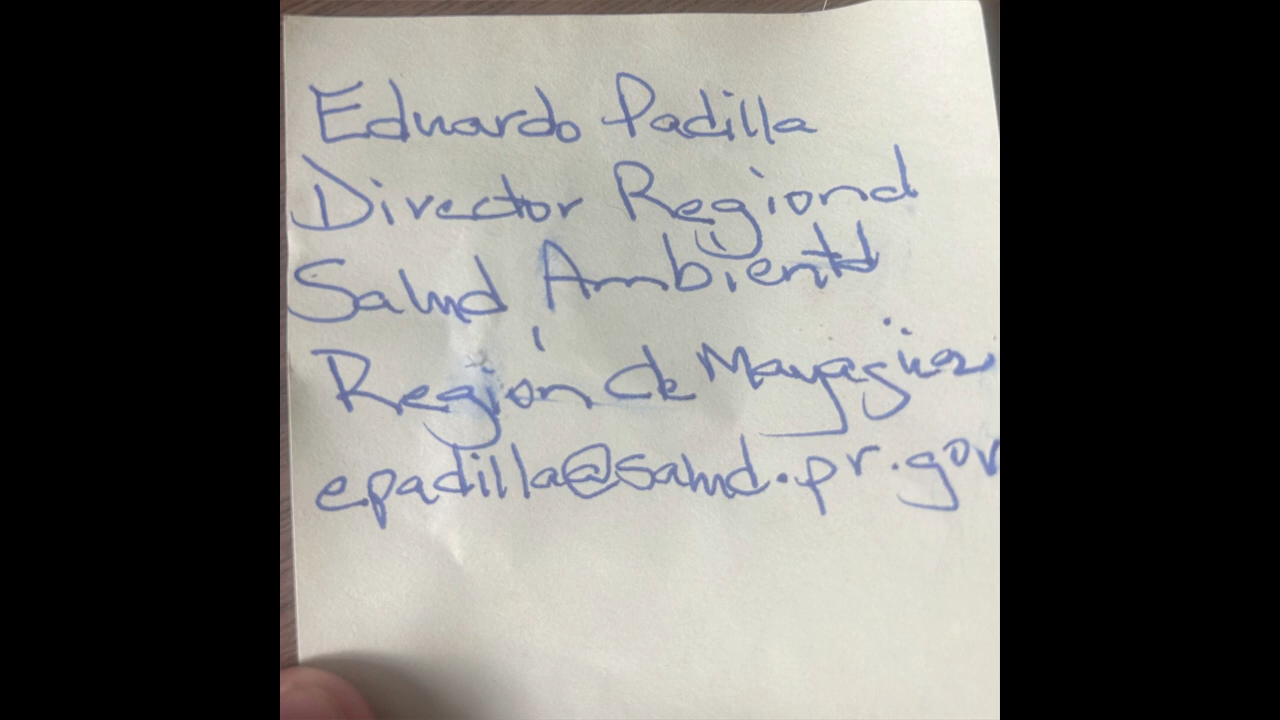 Eduardo Padilla
Director Regional
Salud Ambiental
Región de Mayagüez
epadilla@salud.pr.gov